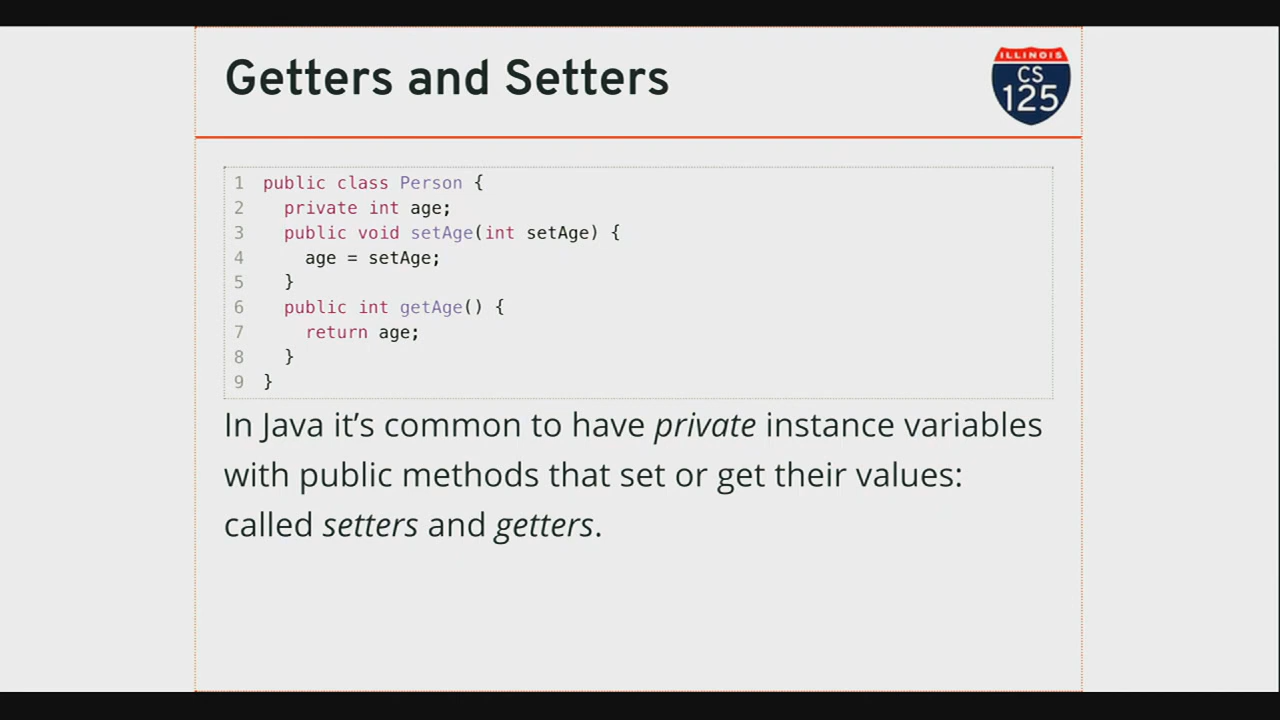 Getters and Setters
ILLINOIS
CS
125
1 public class Person {
2   private int age;
3   public void setAge(int setAge) {
4     age = setAge;
5   }
6   public int getAge() {
7     return age;
8   }
9 }
In Java it’s common to have private instance variables
with public methods that set or get their values:
called setters and getters.